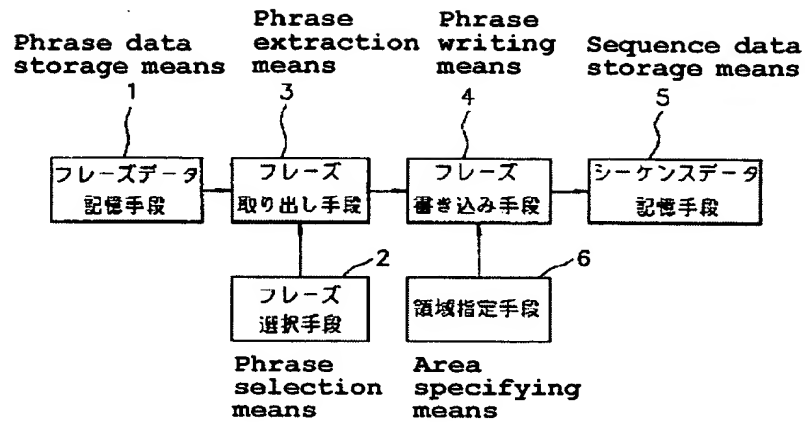 Phrase data
storage means
Phrase
extraction
means
Phrase
writing
means
Sequence data
storage means
1
3
4
5
フレーズデータ
記憶手段
フレーズ
取り出し手段
フレーズ
書き込み手段
シーケンスデータ
記憶手段
2
6
フレーズ
選択手段
領域指定手段
Phrase
selection
means
Area
specifying
means